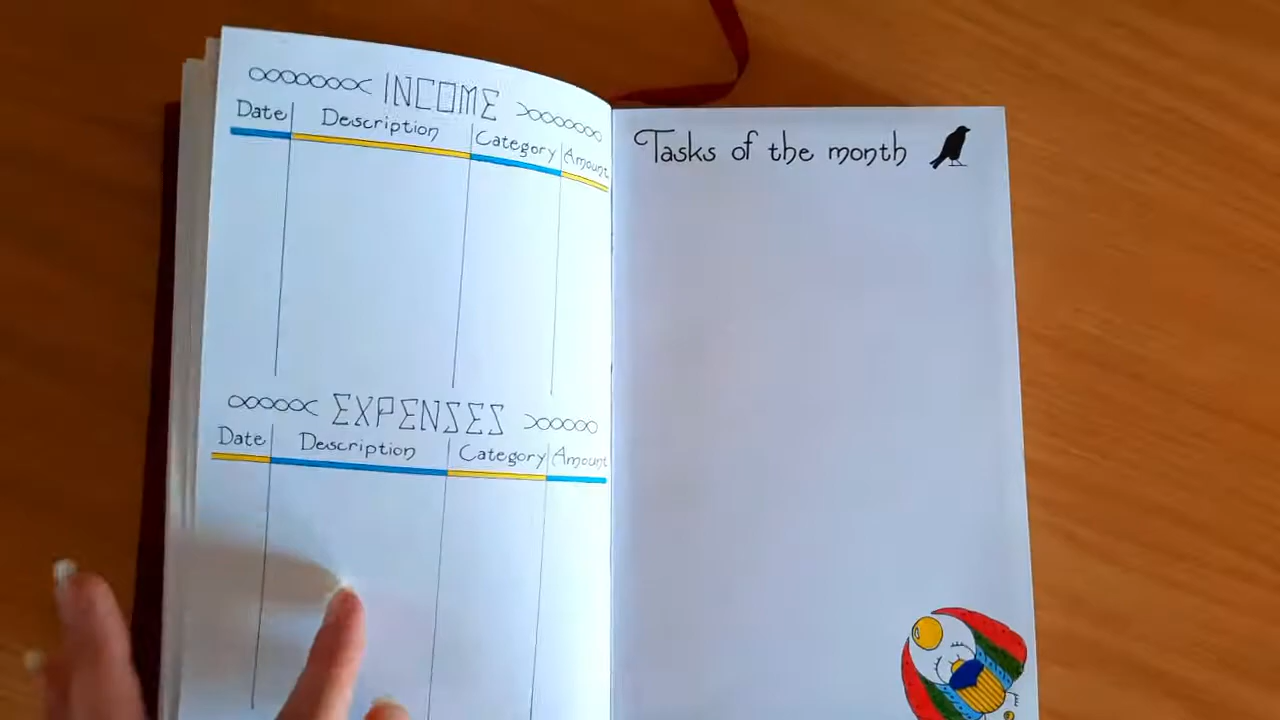 INCOME
Date Description Category Amount
EXPENSES
Date Description Category Amount
Tasks of the month